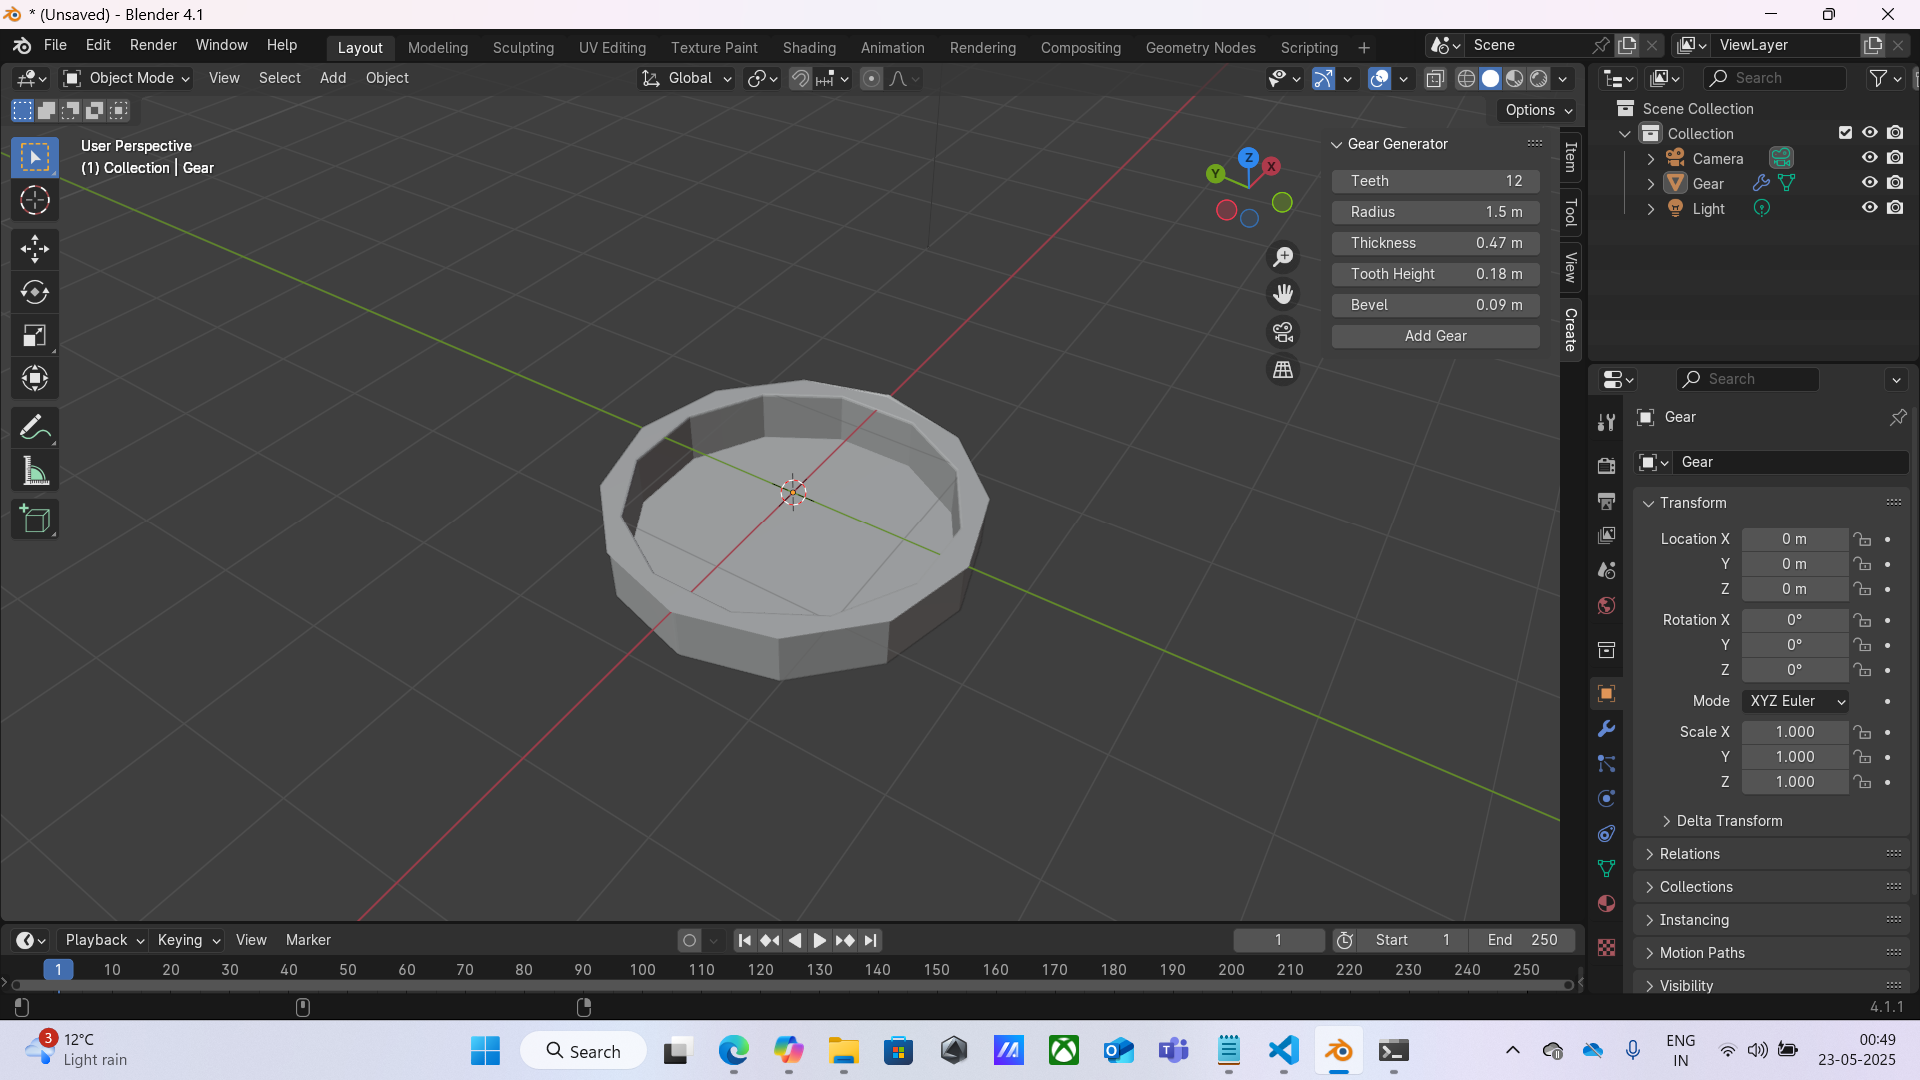 * (Unsaved) - Blender 4.1
File Edit Render Window Help Layout Modeling Sculpting UV Editing Texture Paint Shading Animation Rendering Compositing Geometry Nodes Scripting + Scene ViewLayer
Object Mode View Select Add Object Global Search
Options
User Perspective
(1) Collection | Gear
Z
X
Y
Gear Generator
Teeth 12
Radius 1.5 m
Thickness 0.47 m
Tooth Height 0.18 m
Bevel 0.09 m
Add Gear
Item
Tool
View
Create
Scene Collection
Collection
Camera
Gear
Light
Search
Gear
Gear
Transform
Location X 0 m
Y 0 m
Z 0 m
Rotation X 0°
Y 0°
Z 0°
Mode XYZ Euler
Scale X 1.000
Y 1.000
Z 1.000
Delta Transform
Relations
Collections
Instancing
Motion Paths
Visibility
Playback Keying View Marker 1 Start 1 End 250
1 10 20 30 40 50 60 70 80 90 100 110 120 130 140 150 160 170 180 190 200 210 220 230 240 250
4.1.1
3
12°C
Light rain
Search
ENG
IN
00:49
23-05-2025